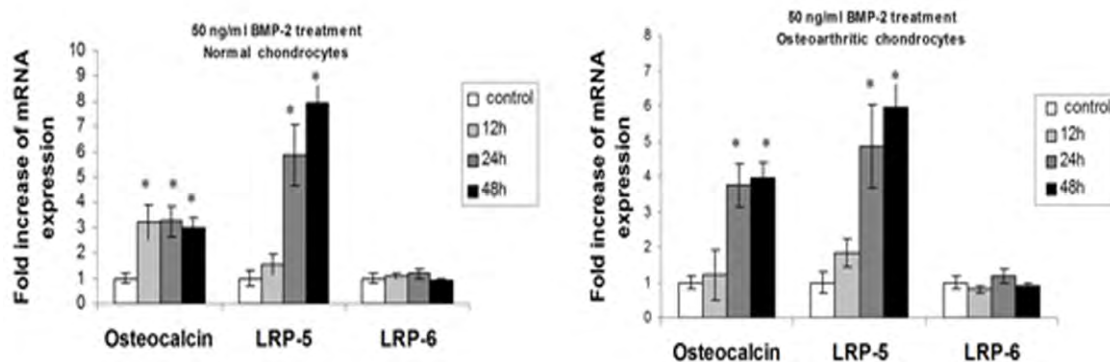 50 ng/ml BMP-2 treatment
Normal chondrocytes
Fold increase of mRNA
expression
10
9
8
7
6
5
4
3
2
1
0
* * * * *
Osteocalcin LRP-5 LRP-6
control
12h
24h
48h
50 ng/ml BMP-2 treatment
Osteoarthritic chondrocytes
Fold increase of mRNA
expression
8
7
6
5
4
3
2
1
0
* * * *
Osteocalcin LRP-5 LRP-6
control
12h
24h
48h